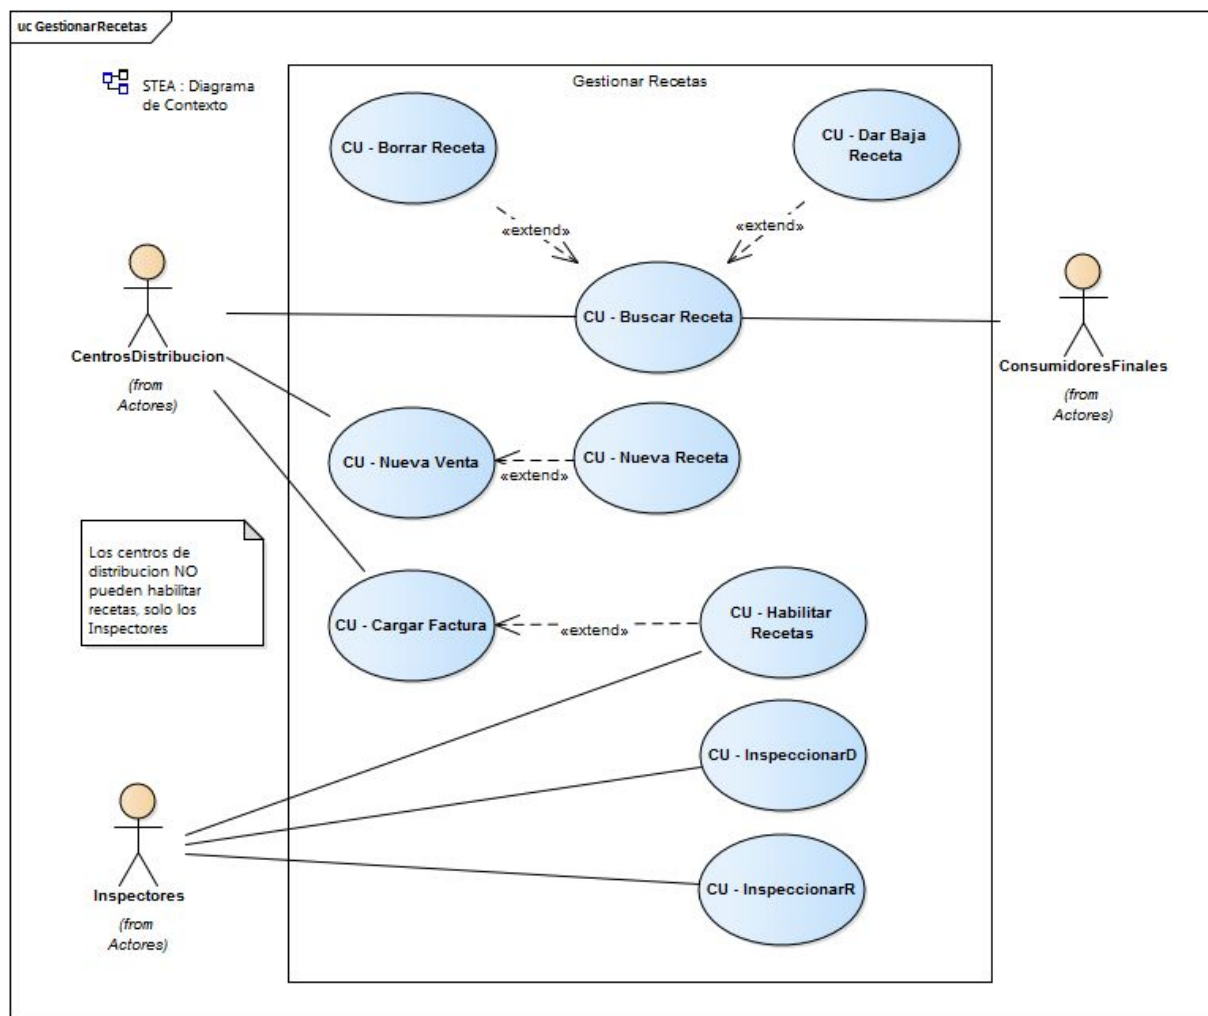 uc GestionarRecetas
STEA : Diagrama
de Contexto
Gestionar Recetas
CU - Borrar Receta
CU - Dar Baja
Receta
«extend»
«extend»
CU - Buscar Receta
CentrosDistribucion
(from
Actores)
ConsumidoresFinales
(from
Actores)
CU - Nueva Venta
«extend»
CU - Nueva Receta
Los centros de
distribucion NO
pueden habilitar
recetas, solo los
Inspectores
CU - Cargar Factura
«extend»
CU - Habilitar
Recetas
CU - InspeccionarD
CU - InspeccionarR
Inspectores
(from
Actores)